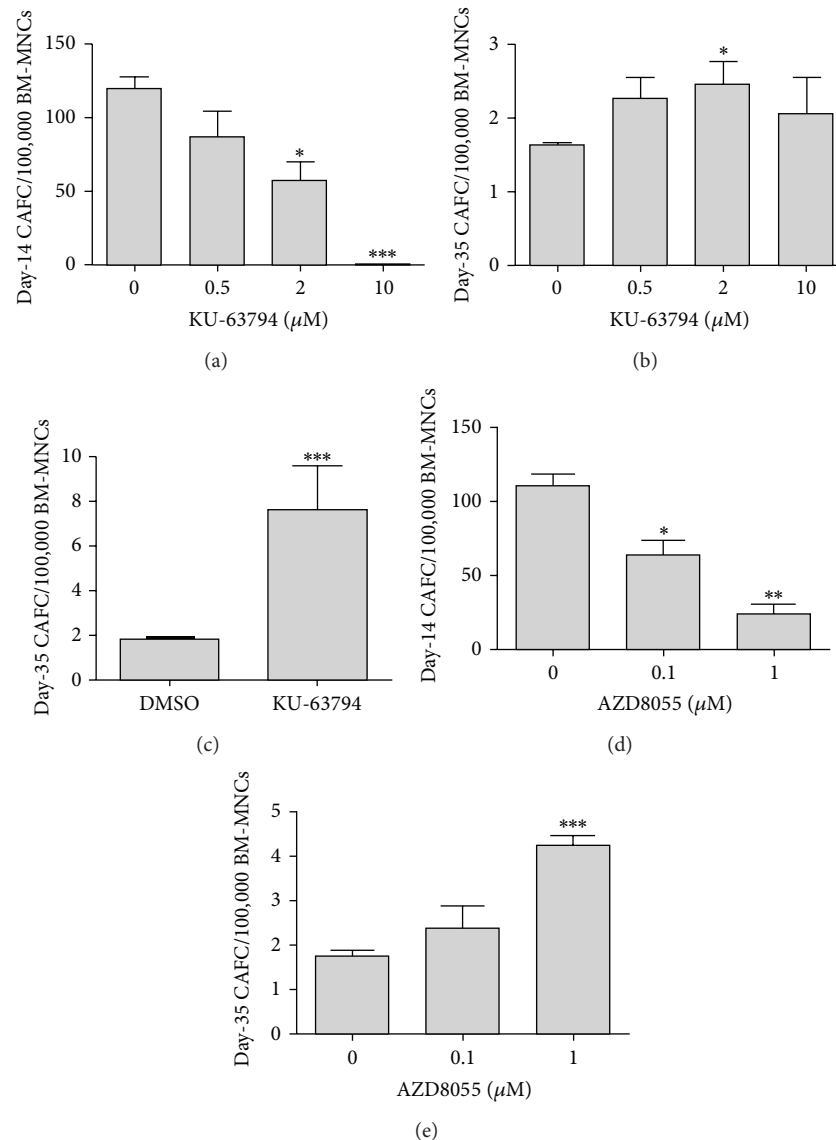 Day-14 CAFC/100,000 BM-MNCs
150
100
50
0
*
***
0 0.5 2 10
KU-63794 (μM)
(a)
Day-35 CAFC/100,000 BM-MNCs
3
2
1
0
*
0 0.5 2 10
KU-63794 (μM)
(b)
Day-35 CAFC/100,000 BM-MNCs
10
8
6
4
2
0
***
DMSO KU-63794
(c)
Day-14 CAFC/100,000 BM-MNCs
150
100
50
0
*
**
0 0.1 1
AZD8055 (μM)
(d)
Day-35 CAFC/100,000 BM-MNCs
5
4
3
2
1
0
***
0 0.1 1
AZD8055 (μM)
(e)